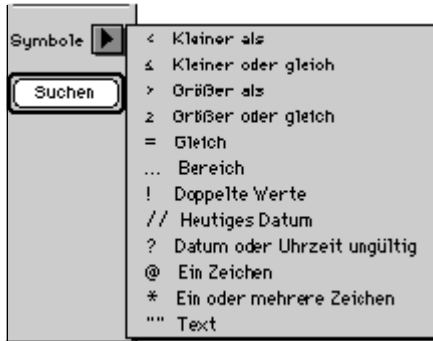 Symbole
Suchen
< Kleiner als
≤ Kleiner oder gleich
> Größer als
≥ Größer oder gleich
= Gleich
... Bereich
! Doppelte Werte
// Heutiges Datum
? Datum oder Uhrzeit ungültig
@ Ein Zeichen
* Ein oder mehrere Zeichen
"" Text